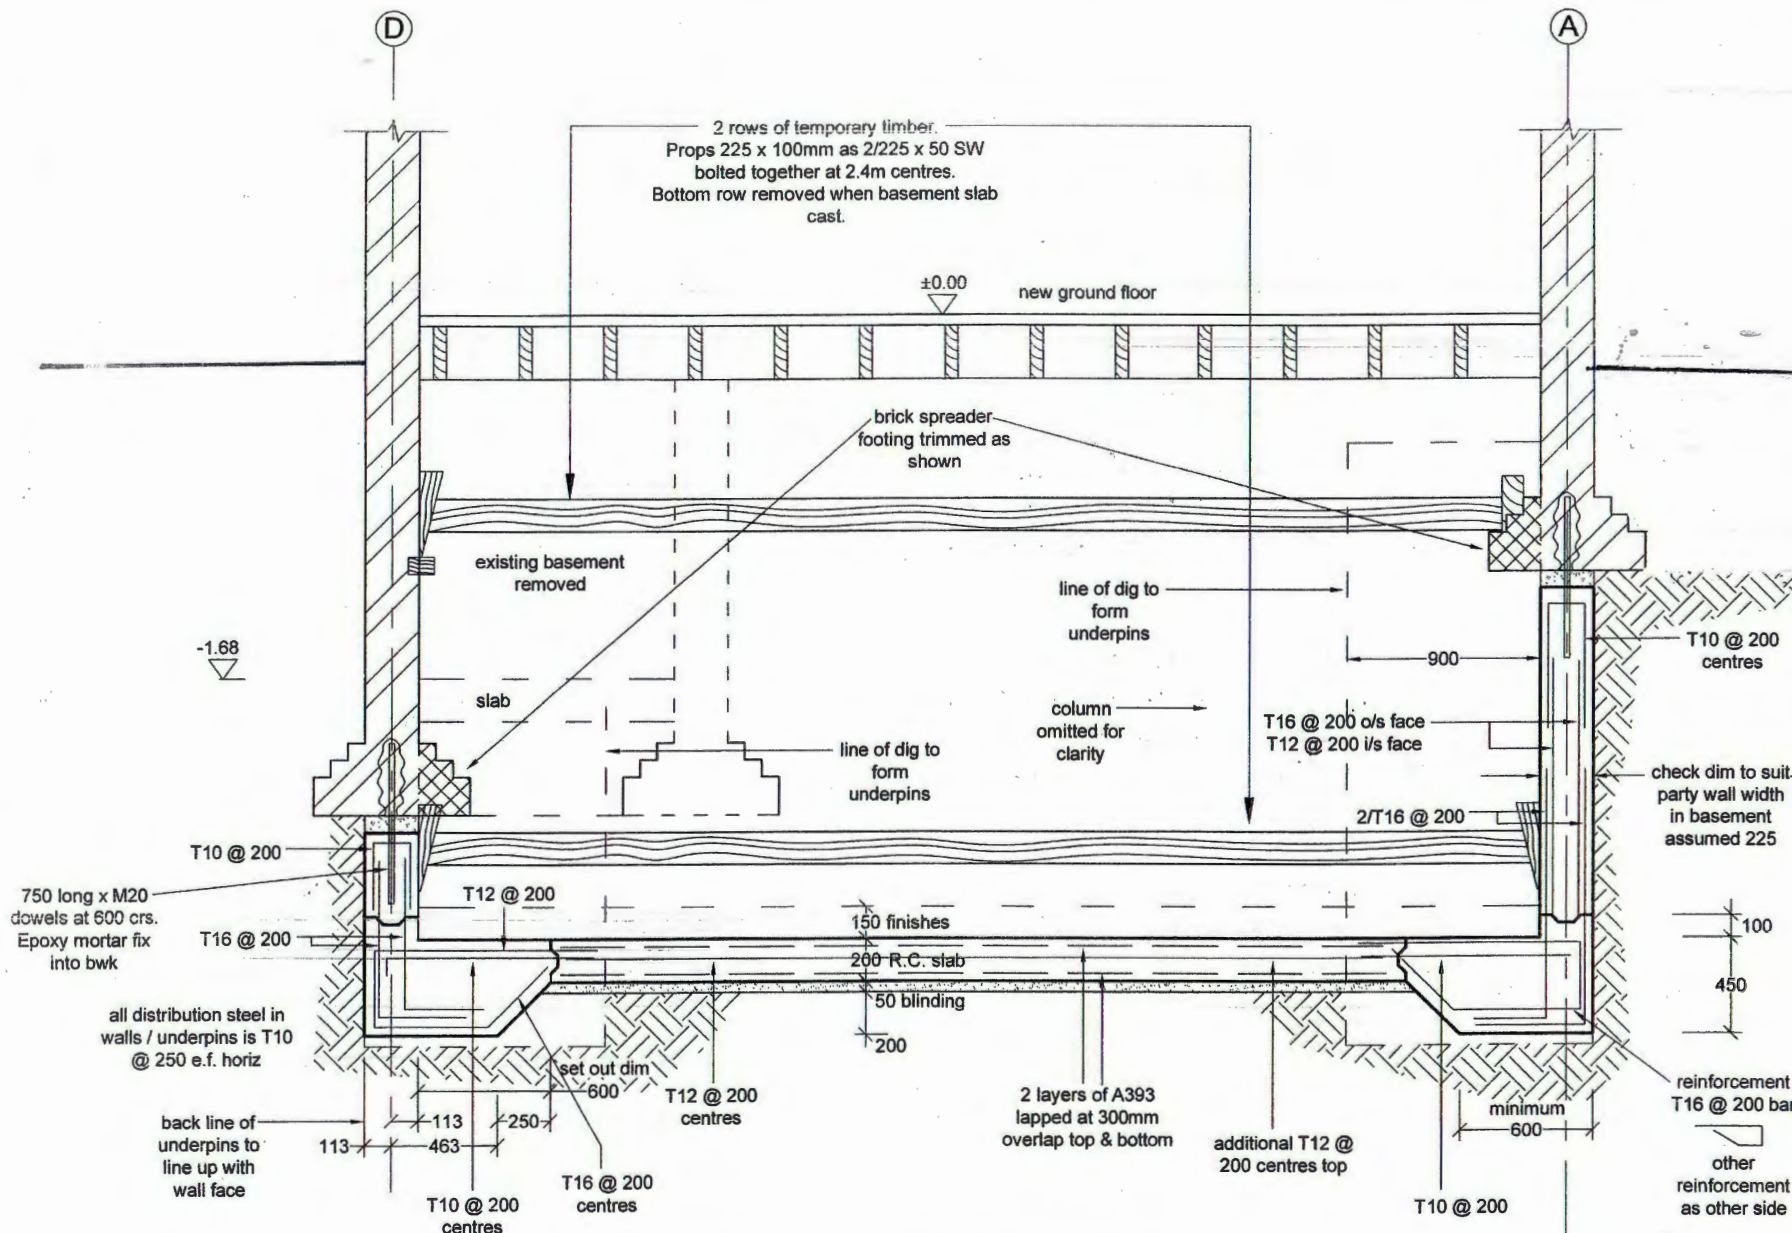 D
A
2 rows of temporary timber.
Props 225 x 100mm as 2/225 x 50 SW
bolted together at 2.4m centres.
Bottom row removed when basement slab
cast.
±0.00
new ground floor
brick spreader
footing trimmed as
shown
existing basement
removed
line of dig to
form
underpins
-1.68
slab
900
T10 @ 200
centres
column
omitted for
clarity
T16 @ 200 o/s face
T12 @ 200 i/s face
line of dig to
form
underpins
check dim to suit
party wall width
in basement
assumed 225
2/T16 @ 200
T10 @ 200
750 long x M20
dowels at 600 crs.
Epoxy mortar fix
into bwk
T12 @ 200
T16 @ 200
150 finishes
200 R.C. slab
50 blinding
200
100
450
all distribution steel in
walls / underpins is T10
@ 250 e.f. horiz
set out dim
600
T12 @ 200
centres
2 layers of A393
lapped at 300mm
overlap top & bottom
additional T12 @
200 centres top
minimum
600
reinforcement
T16 @ 200 bar
back line of
underpins to
line up with
wall face
113
250
113
463
T16 @ 200
centres
T10 @ 200
centres
T10 @ 200
other
reinforcement
as other side